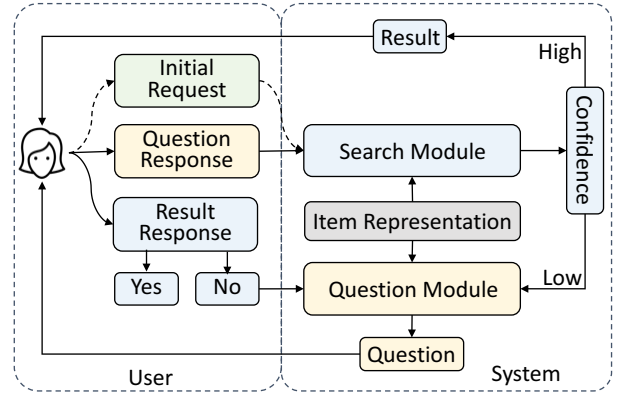 Result
High
Initial
Request
Question
Response
Search Module
Confidence
Result
Response
Item Representation
Yes
No
Question Module
Low
Question
User
System